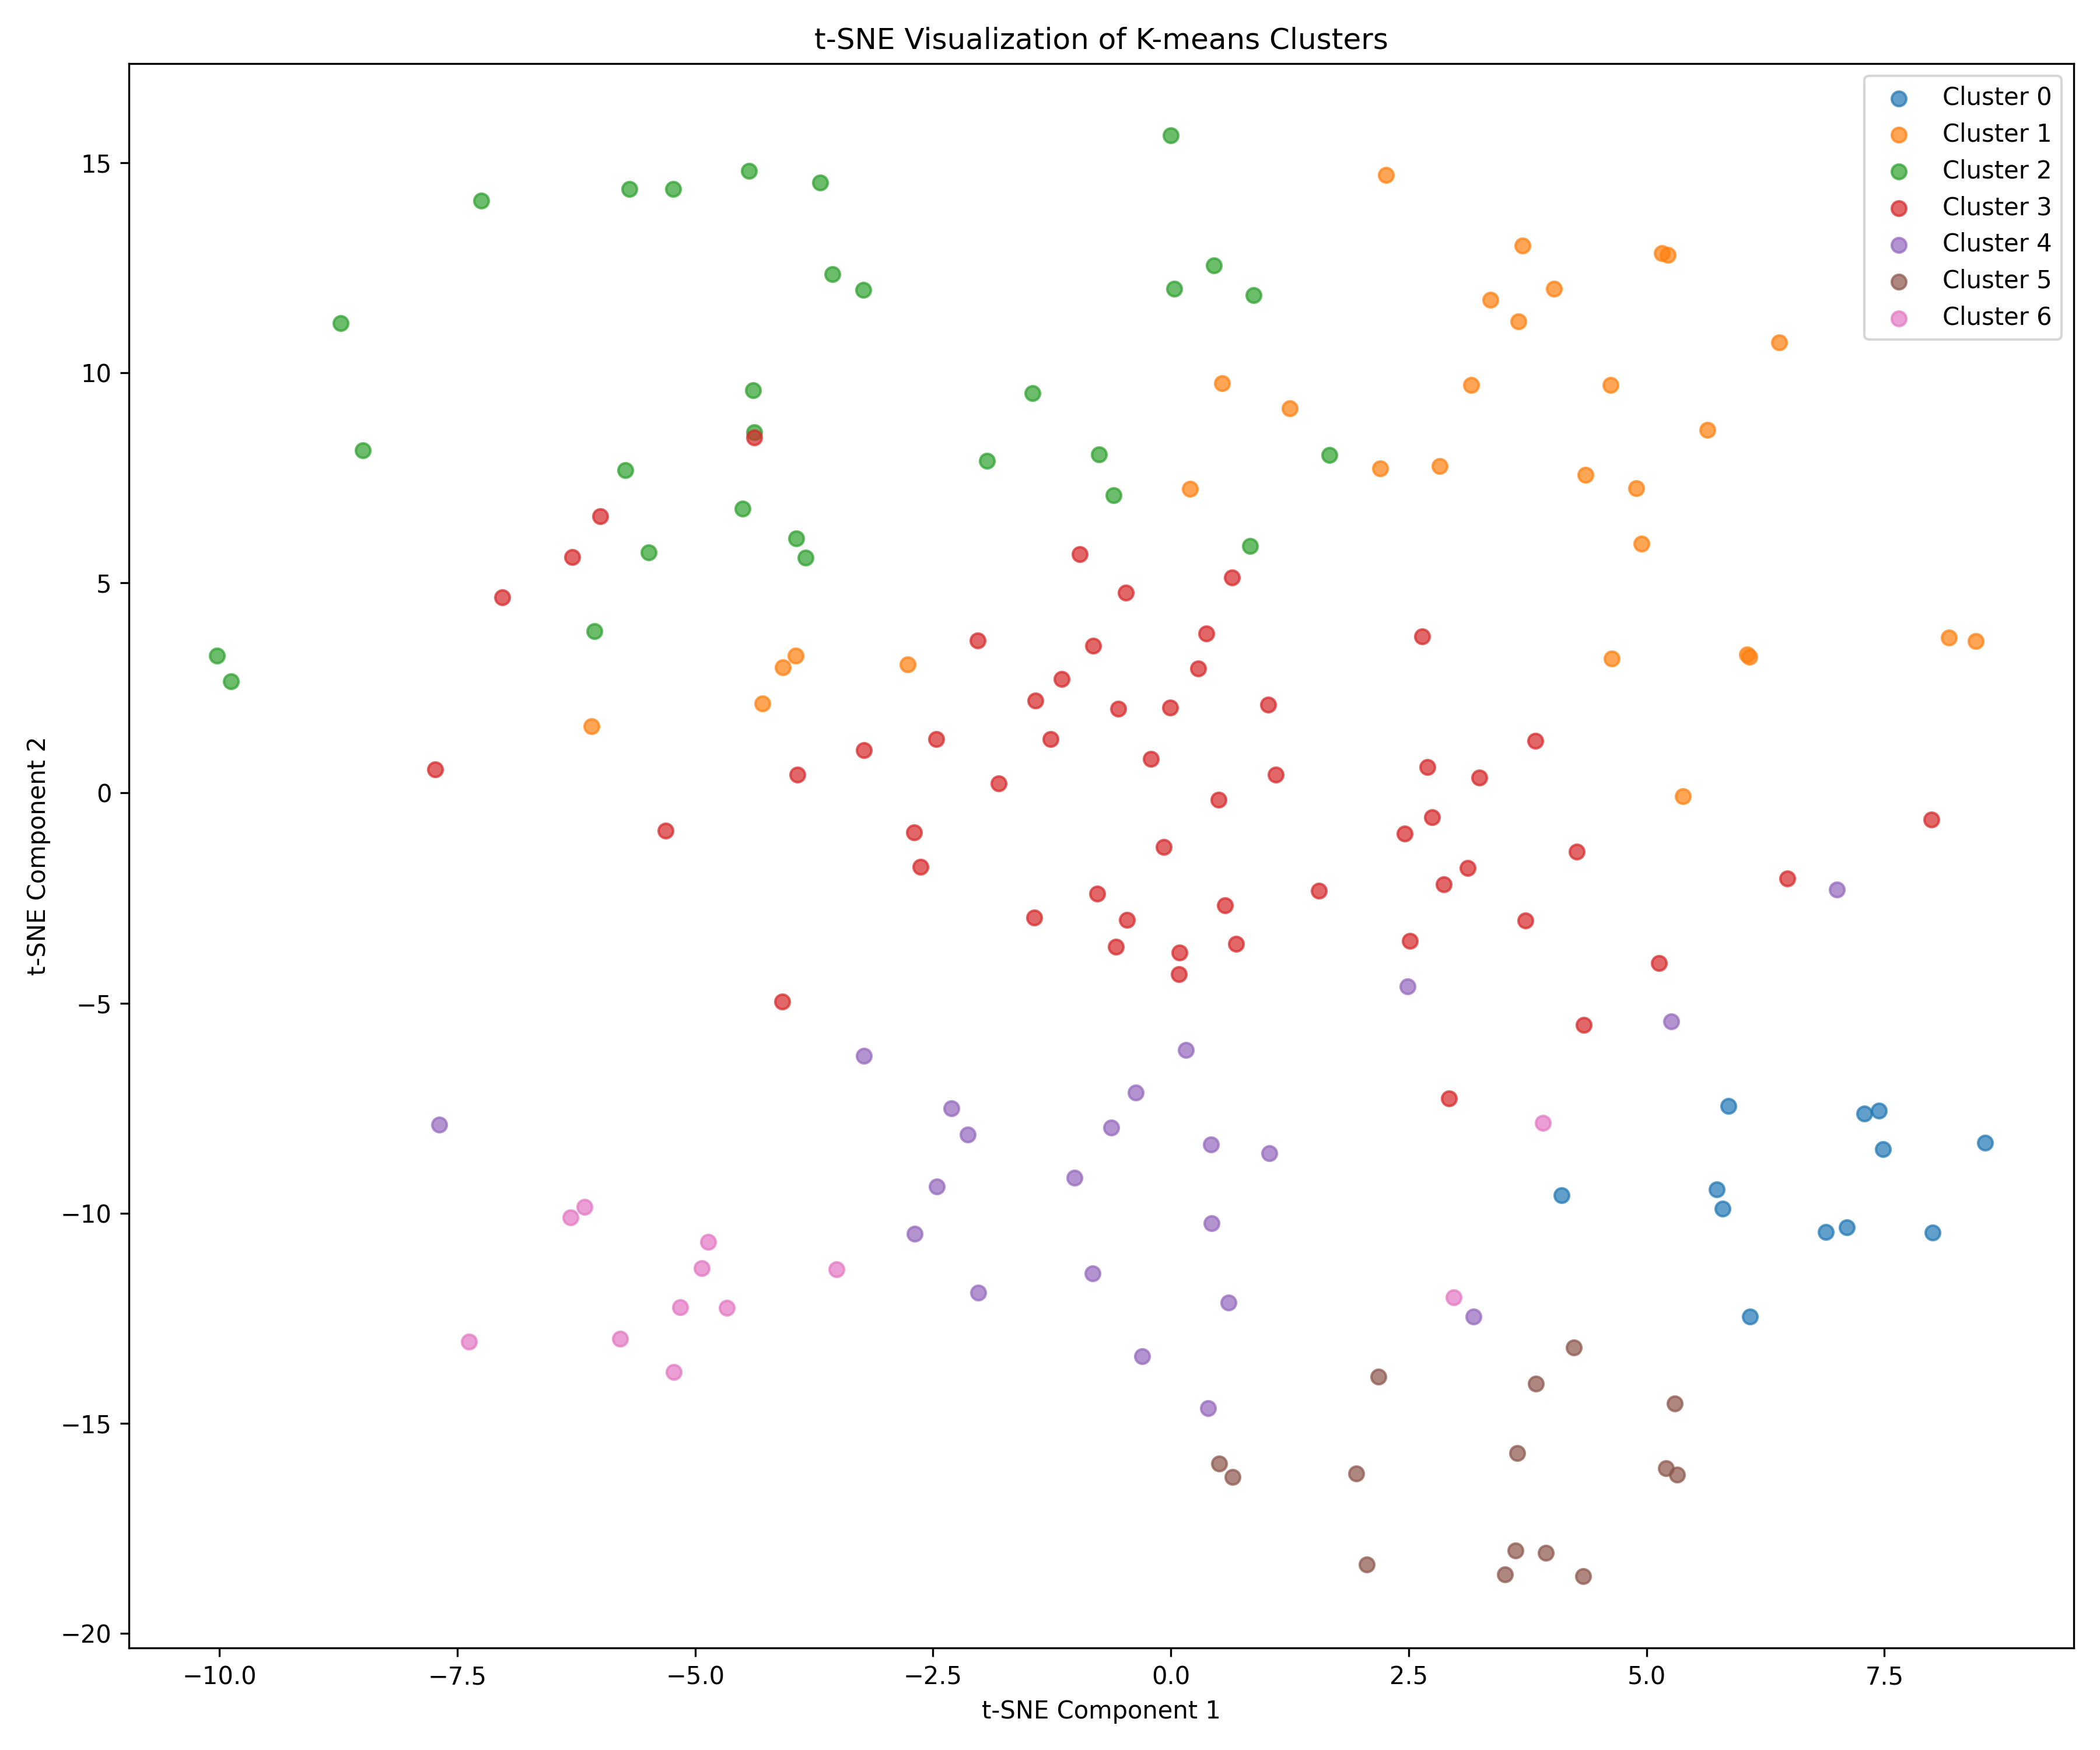 t-SNE Visualization of K-means Clusters
Cluster 0
Cluster 1
Cluster 2
Cluster 3
Cluster 4
Cluster 5
Cluster 6
15
10
5
0
−5
−10
−15
−20
t-SNE Component 2
−10.0 −7.5 −5.0 −2.5 0.0 2.5 5.0 7.5
t-SNE Component 1